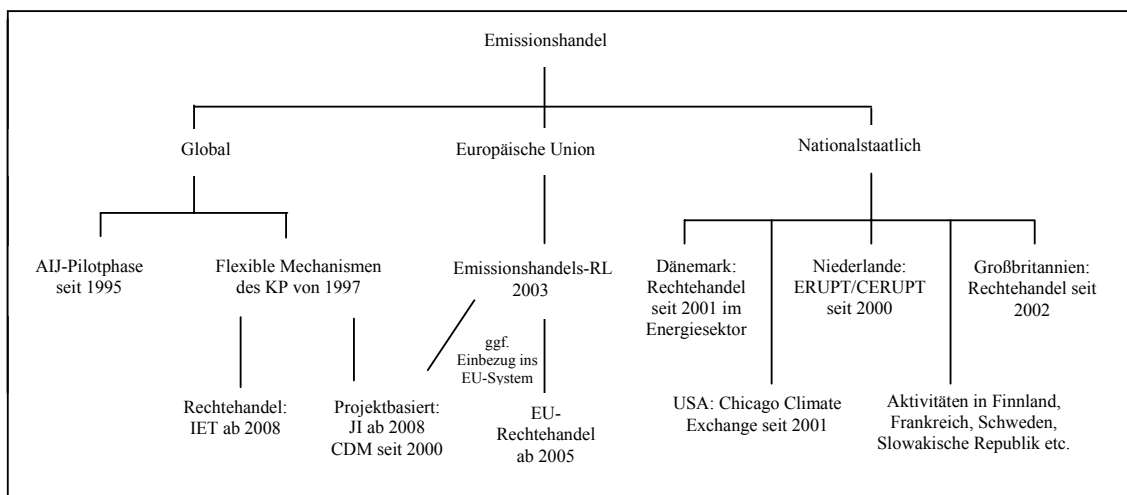 Emissionshandel
Global
Europäische Union
Nationalstaatlich
AIJ-Pilotphase
seit 1995
Flexible Mechanismen
des KP von 1997
Emissionshandels-RL
2003
Dänemark:
Rechtehandel
seit 2001 im
Energiesektor
Niederlande:
ERUPT/CERUPT
seit 2000
Großbritannien:
Rechtehandel seit
2002
ggf.
Einbezug ins
EU-System
Rechtehandel:
IET ab 2008
Projektbasiert:
JI ab 2008
CDM seit 2000
EU-
Rechtehandel
ab 2005
USA: Chicago Climate
Exchange seit 2001
Aktivitäten in Finnland,
Frankreich, Schweden,
Slowakische Republik etc.